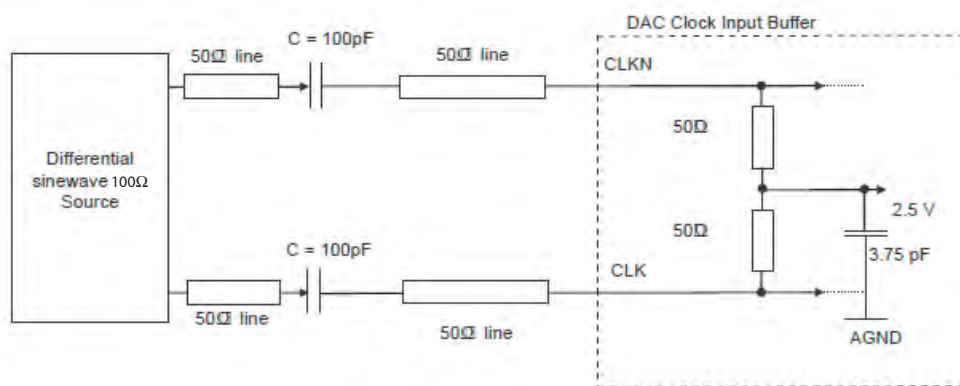 DAC Clock Input Buffer
C = 100pF
50Ω line
50Ω line
CLKN
50Ω
Differential
sinewave 100Ω
Source
2.5 V
50Ω
3.75 pF
C = 100pF
CLK
50Ω line
50Ω line
AGND